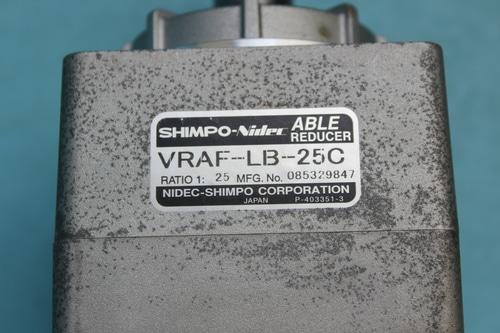 SHIMPO-Nidec ABLE REDUCER
VRAF-LB-25C
RATIO 1: 25 MFG. No. 085329847
NIDEC-SHIMPO CORPORATION
JAPAN P-403351-3